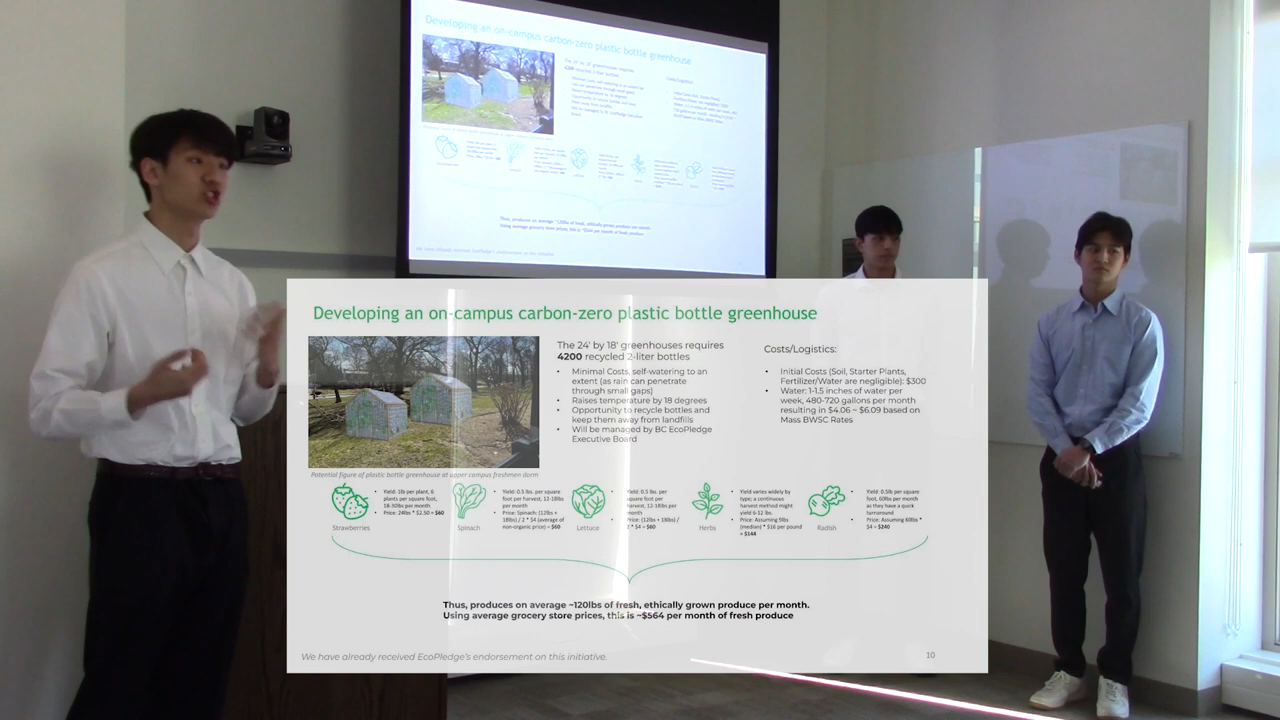 Developing an on-campus carbon-zero plastic bottle greenhouse
Developing an on-campus carbon-zero plastic bottle greenhouse
The 24' by 18' greenhouses requires
4200 recycled 2-liter bottles
• Minimal Costs, self-watering to an
extent (as rain can penetrate
through small gaps)
• Raises temperature by 18 degrees
• Opportunity to recycle bottles and
keep them away from landfills
• Will be managed by BC EcoPledge
Executive Board
Costs/Logistics:
• Initial Costs (Soil, Starter Plants,
Fertilizer/Water are negligible): $300
• Water: 1-1.5 inches of water per
week, 480-720 gallons per month
resulting in $4.06 ~ $6.09 based on
Mass BWSC Rates
Potential figure of plastic bottle greenhouse at upper campus freshmen dorm
Strawberries
• Yield: 1lb per plant, 6
plants per square foot,
18-30lbs per month
• Price: 24lbs * $2.50 = $60
Spinach
• Yield: 0.5 lbs. per square
foot per harvest, 12-18lbs
per month
• Price: Spinach: (12lbs +
18lbs) / 2 * $4 (average of
non-organic price) = $60
Lettuce
• Yield: 0.5 lbs. per
square foot per
harvest, 12-18lbs per
month
• Price: (12lbs + 18lbs) /
2 * $4 = $60
Herbs
• Yield varies widely by
type; a continuous
harvest method might
yield 6-12 lbs.
• Price: Assuming 9lbs
(median) * $16 per pound
= $144
Radish
• Yield: 0.5lb per square
foot, 60lbs per month
as they have a quick
turnaround
• Price: Assuming 60lbs *
$4 = $240
Thus, produces on average ~120lbs of fresh, ethically grown produce per month.
Using average grocery store prices, this is ~$564 per month of fresh produce
We have already received EcoPledge's endorsement on this initiative.
10